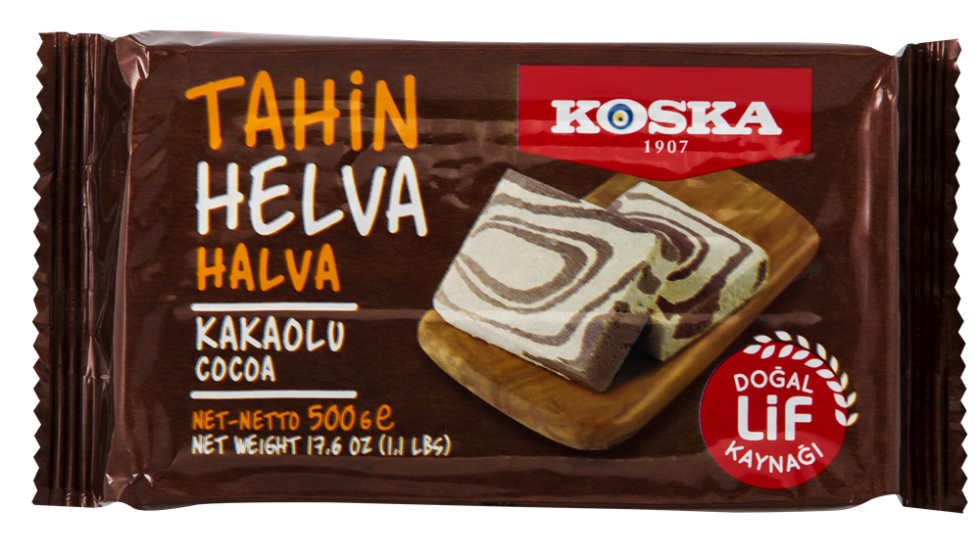 TAHİN
HELVA
HALVA
KAKAOLU
COCOA
NET-NETTO 500 G e
NET WEIGHT 17.6 OZ (1.1 LBS)
KOSKA
1907
DOĞAL
LİF
KAYNAĞI